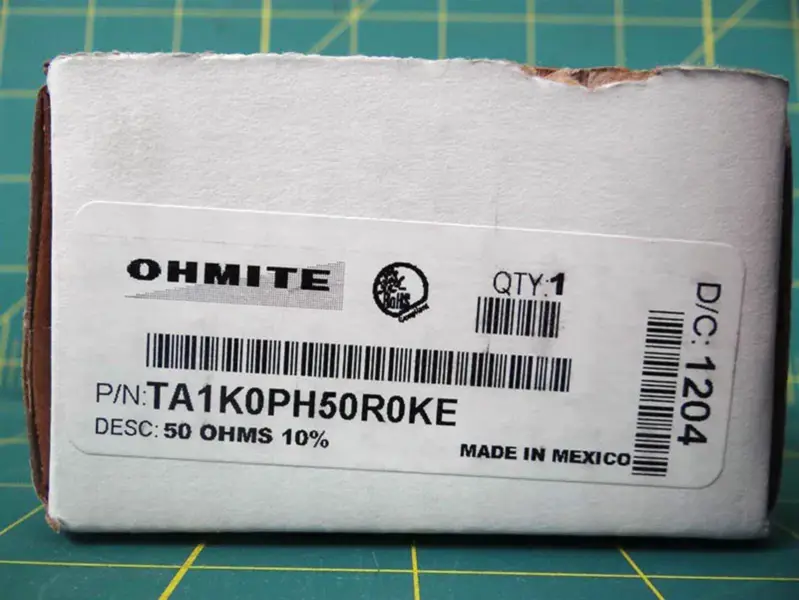 OHMITE
QTY:1
P/N:TA1K0PH50R0KE
DESC: 50 OHMS 10%
MADE IN MEXICO
D/C: 1204